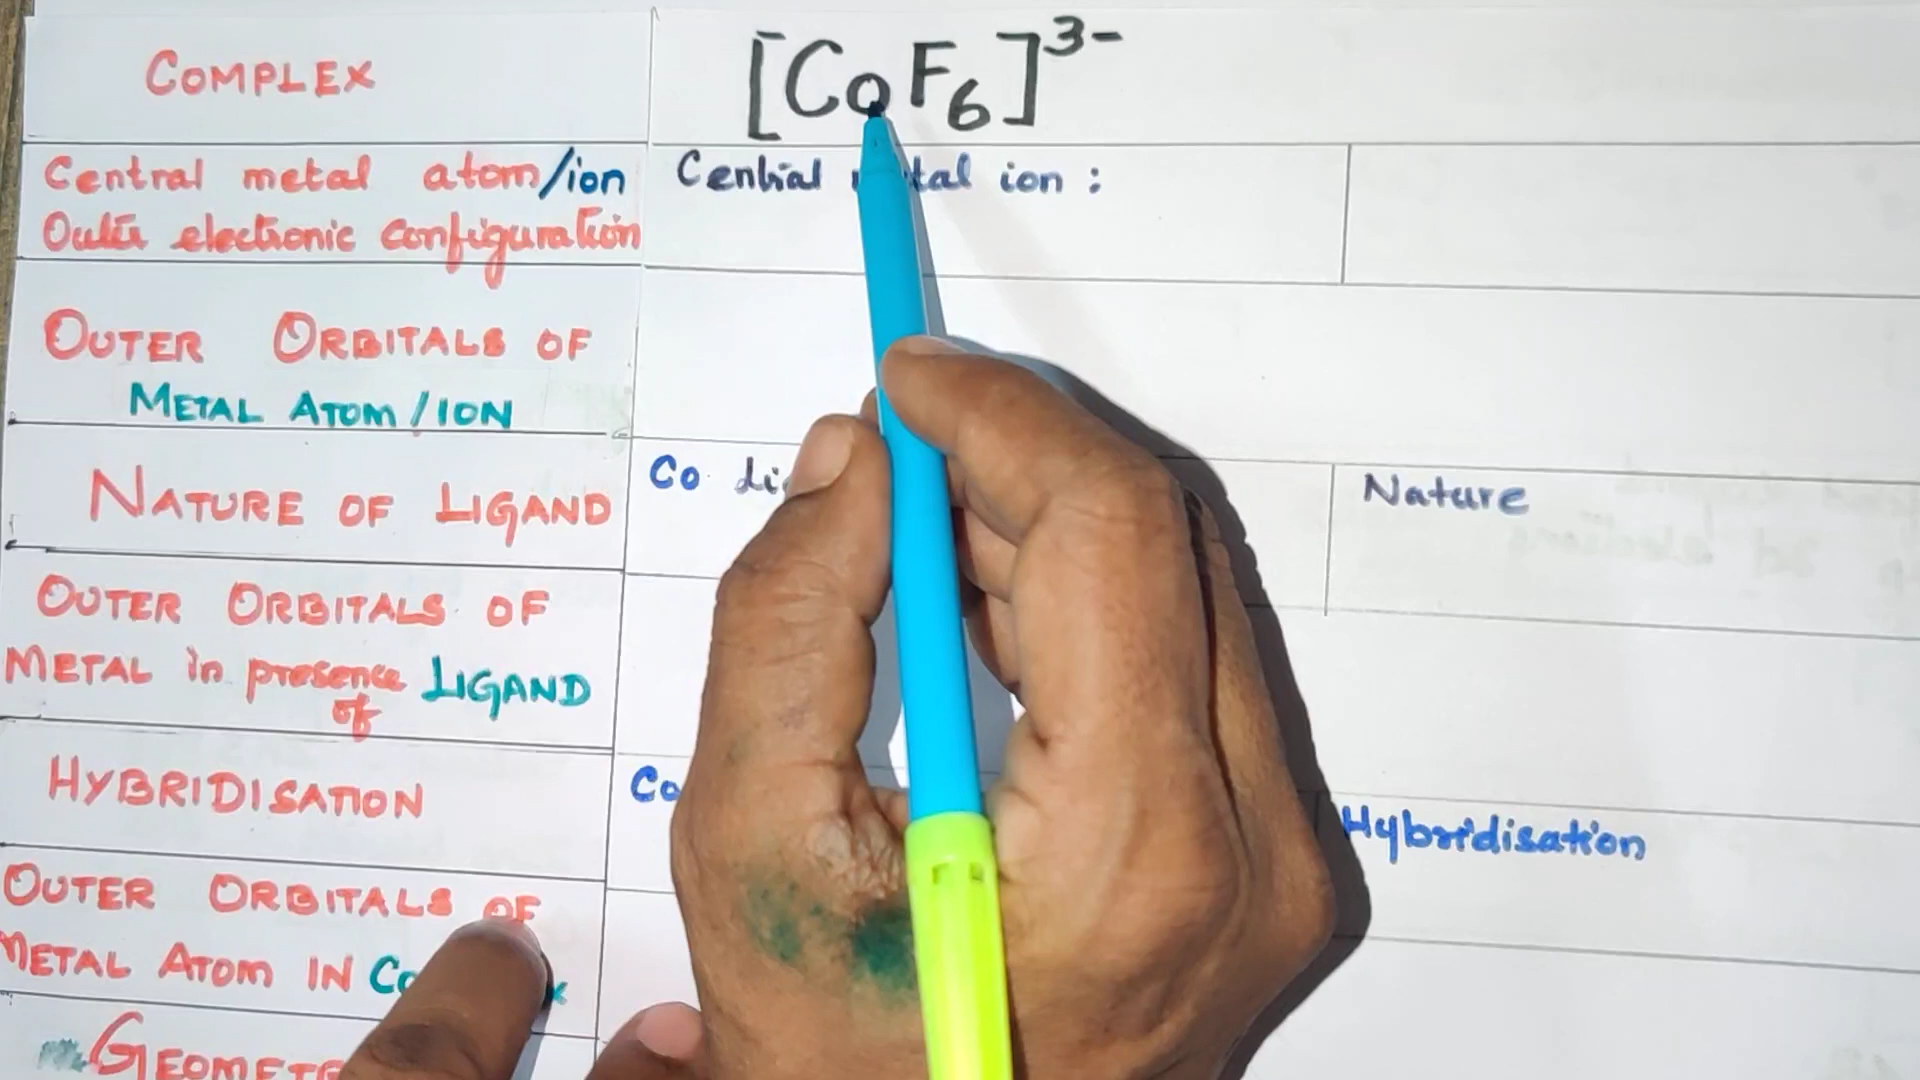 COMPLEX
[CoF6]3-
Central metal atom/ion
Outer electronic configuration
Central ion :
OUTER ORBITALS OF
METAL ATOM/ION
NATURE OF LIGAND
Co
Nature
OUTER ORBITALS OF
METAL in presence of LIGAND
HYBRIDISATION
Hybridisation
OUTER ORBITALS OF
METAL ATOM IN